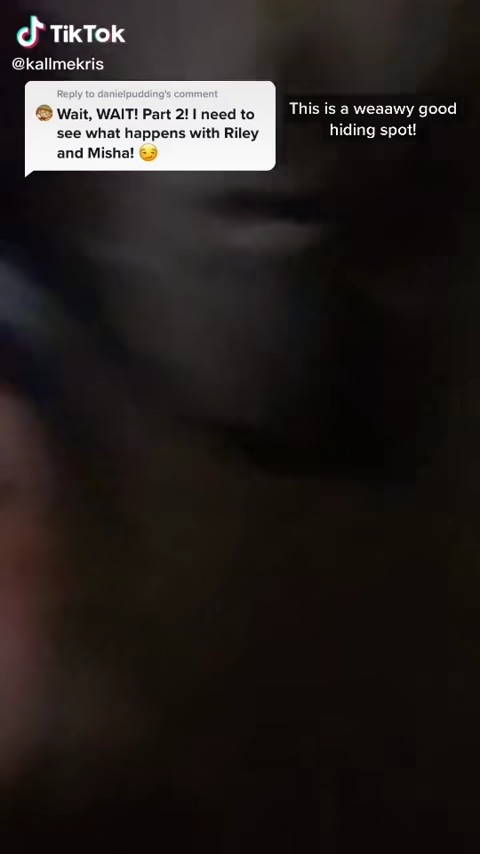 TikTok
@kallmekris
Reply to danielpudding's comment
Wait, WAIT! Part 2! I need to
see what happens with Riley
and Misha! 😏
This is a weaawy good
hiding spot!